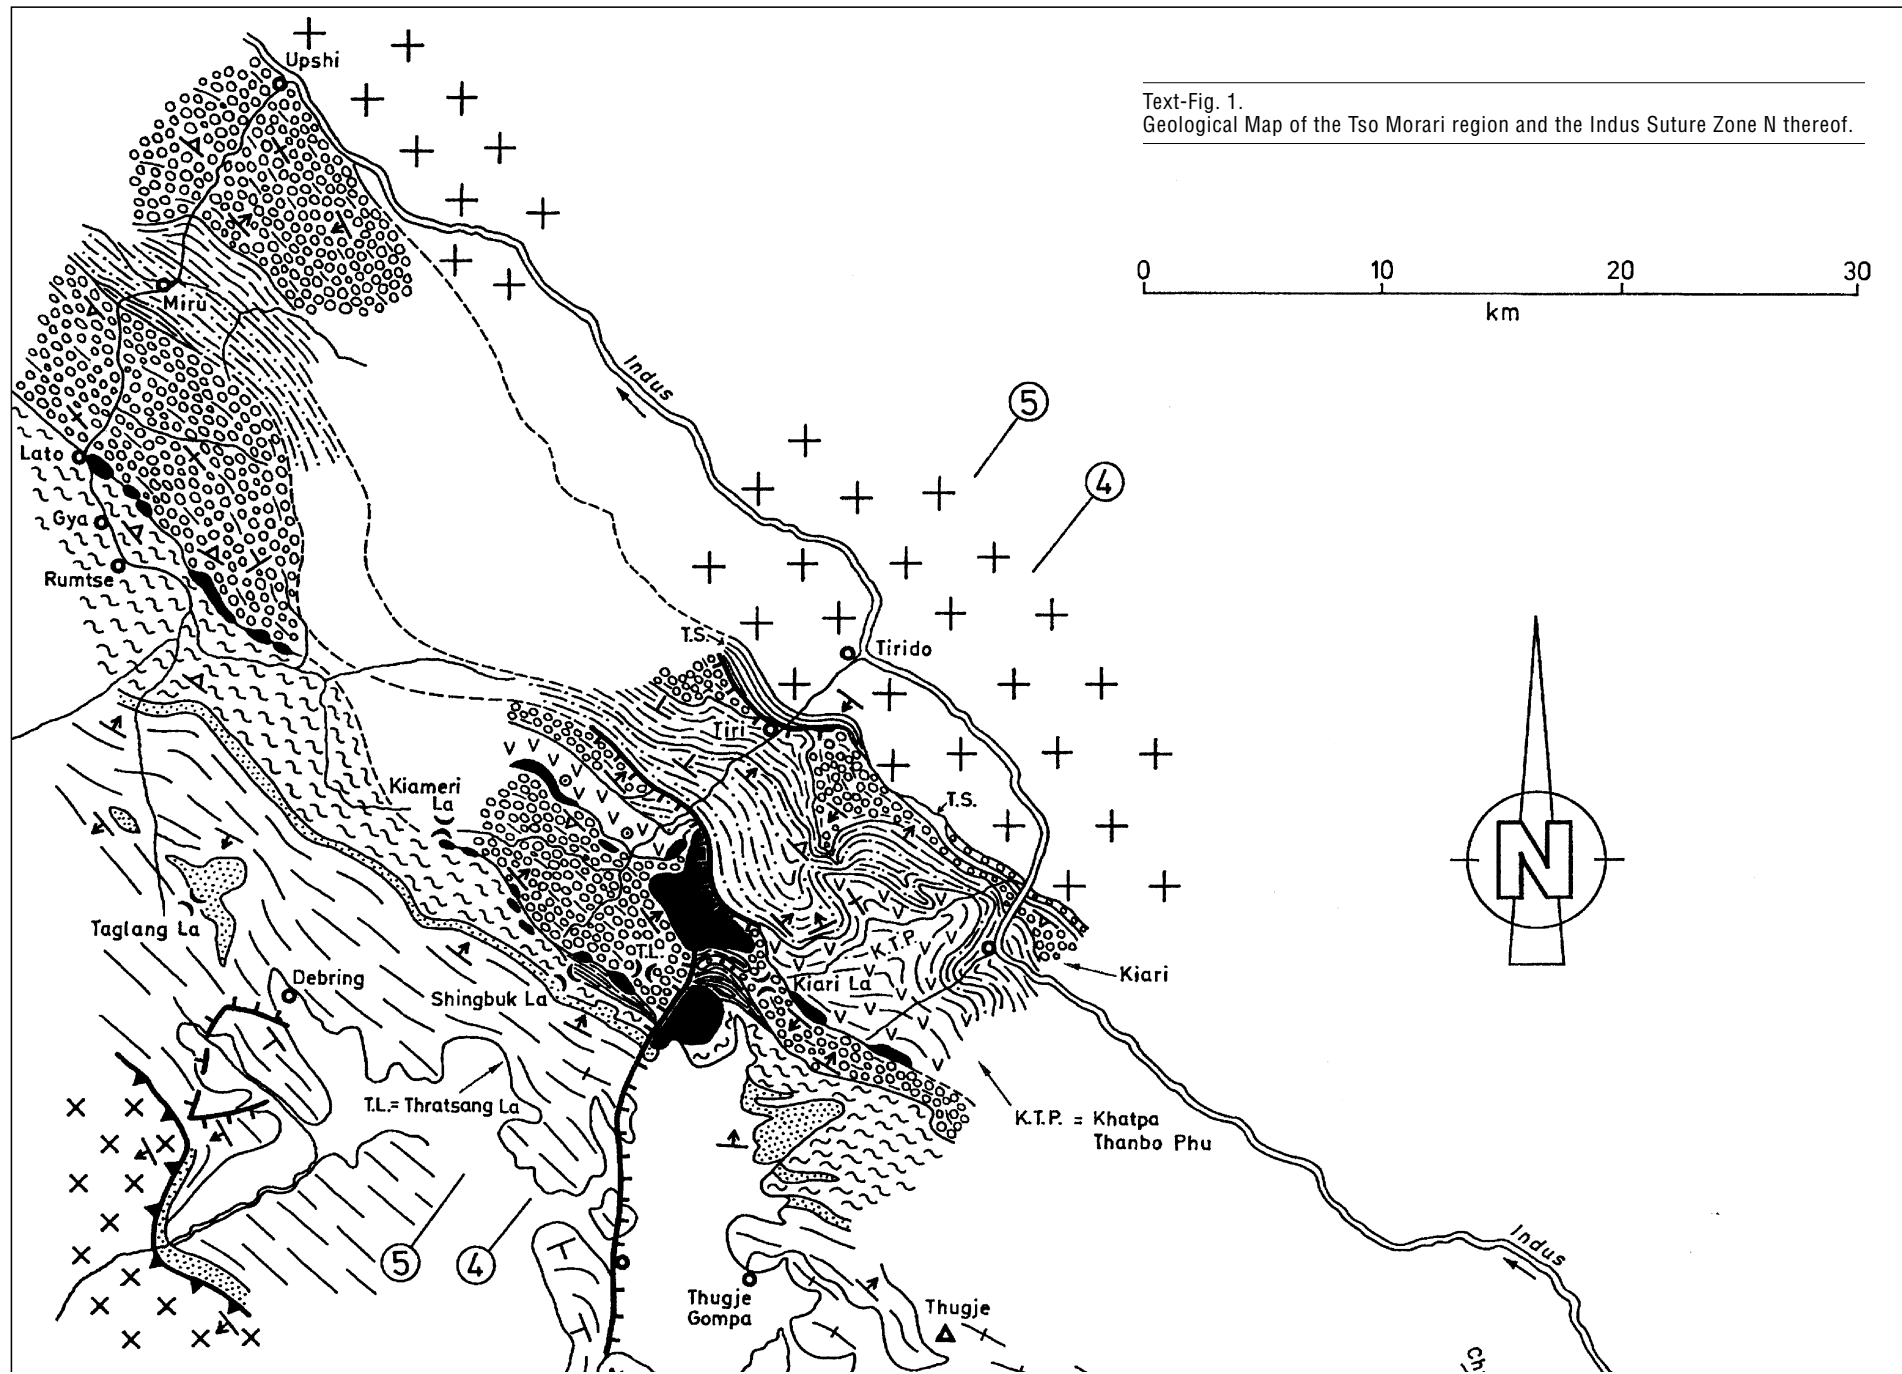 Upshi
Text-Fig. 1.
Geological Map of the Tso Morari region and the Indus Suture Zone N thereof.
0 10 20 30
km
Miru
Indus
5
4
Lato
Gya
Rumtse
T.S.
Tirido
Tiri
Kiameri
La
T.S.
N
Taglang La
K.T.P.
T.L.
Debring
Shingbuk La
Kiari La
Kiari
T.L.= Thratsang La
K.T.P. = Khatpa
Thanbo Phu
5
4
Indus
Thugje
Gompa
Thugje
Ch